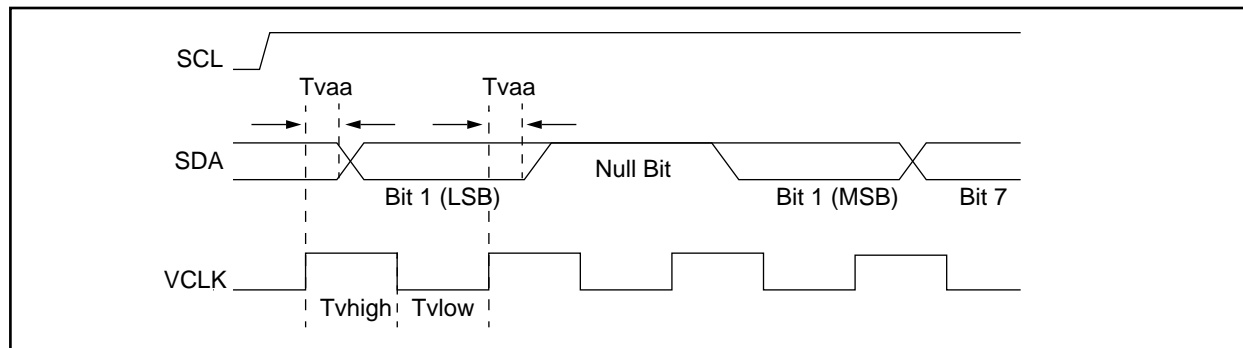 SCL
Tvaa Tvaa
SDA
Null Bit
Bit 1 (LSB) Bit 1 (MSB) Bit 7
VCLK
Tvhigh Tvlow